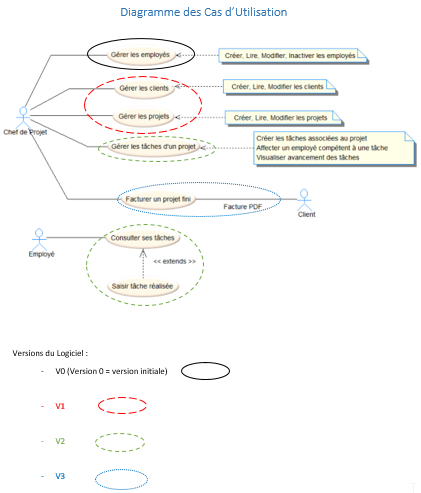 Diagramme des Cas d'Utilisation
Gérer les employés
Créer, Lire, Modifier, Inactiver les employés
Gérer les clients
Créer, Lire, Modifier les clients
Gérer les projets
Créer, Lire, Modifier les projets
Chef de Projet
Gérer les tâches d'un projet
Créer les tâches associées au projet
Affecter un employé compétent à une tâche
Visualiser avancement des tâches
Facturer un projet fini
Facture PDF
Client
Consulter ses tâches
Employé
<< extends >>
Saisir tâche réalisée
Versions du Logiciel :
- V0 (Version 0 = version initiale)
- V1
- V2
- V3